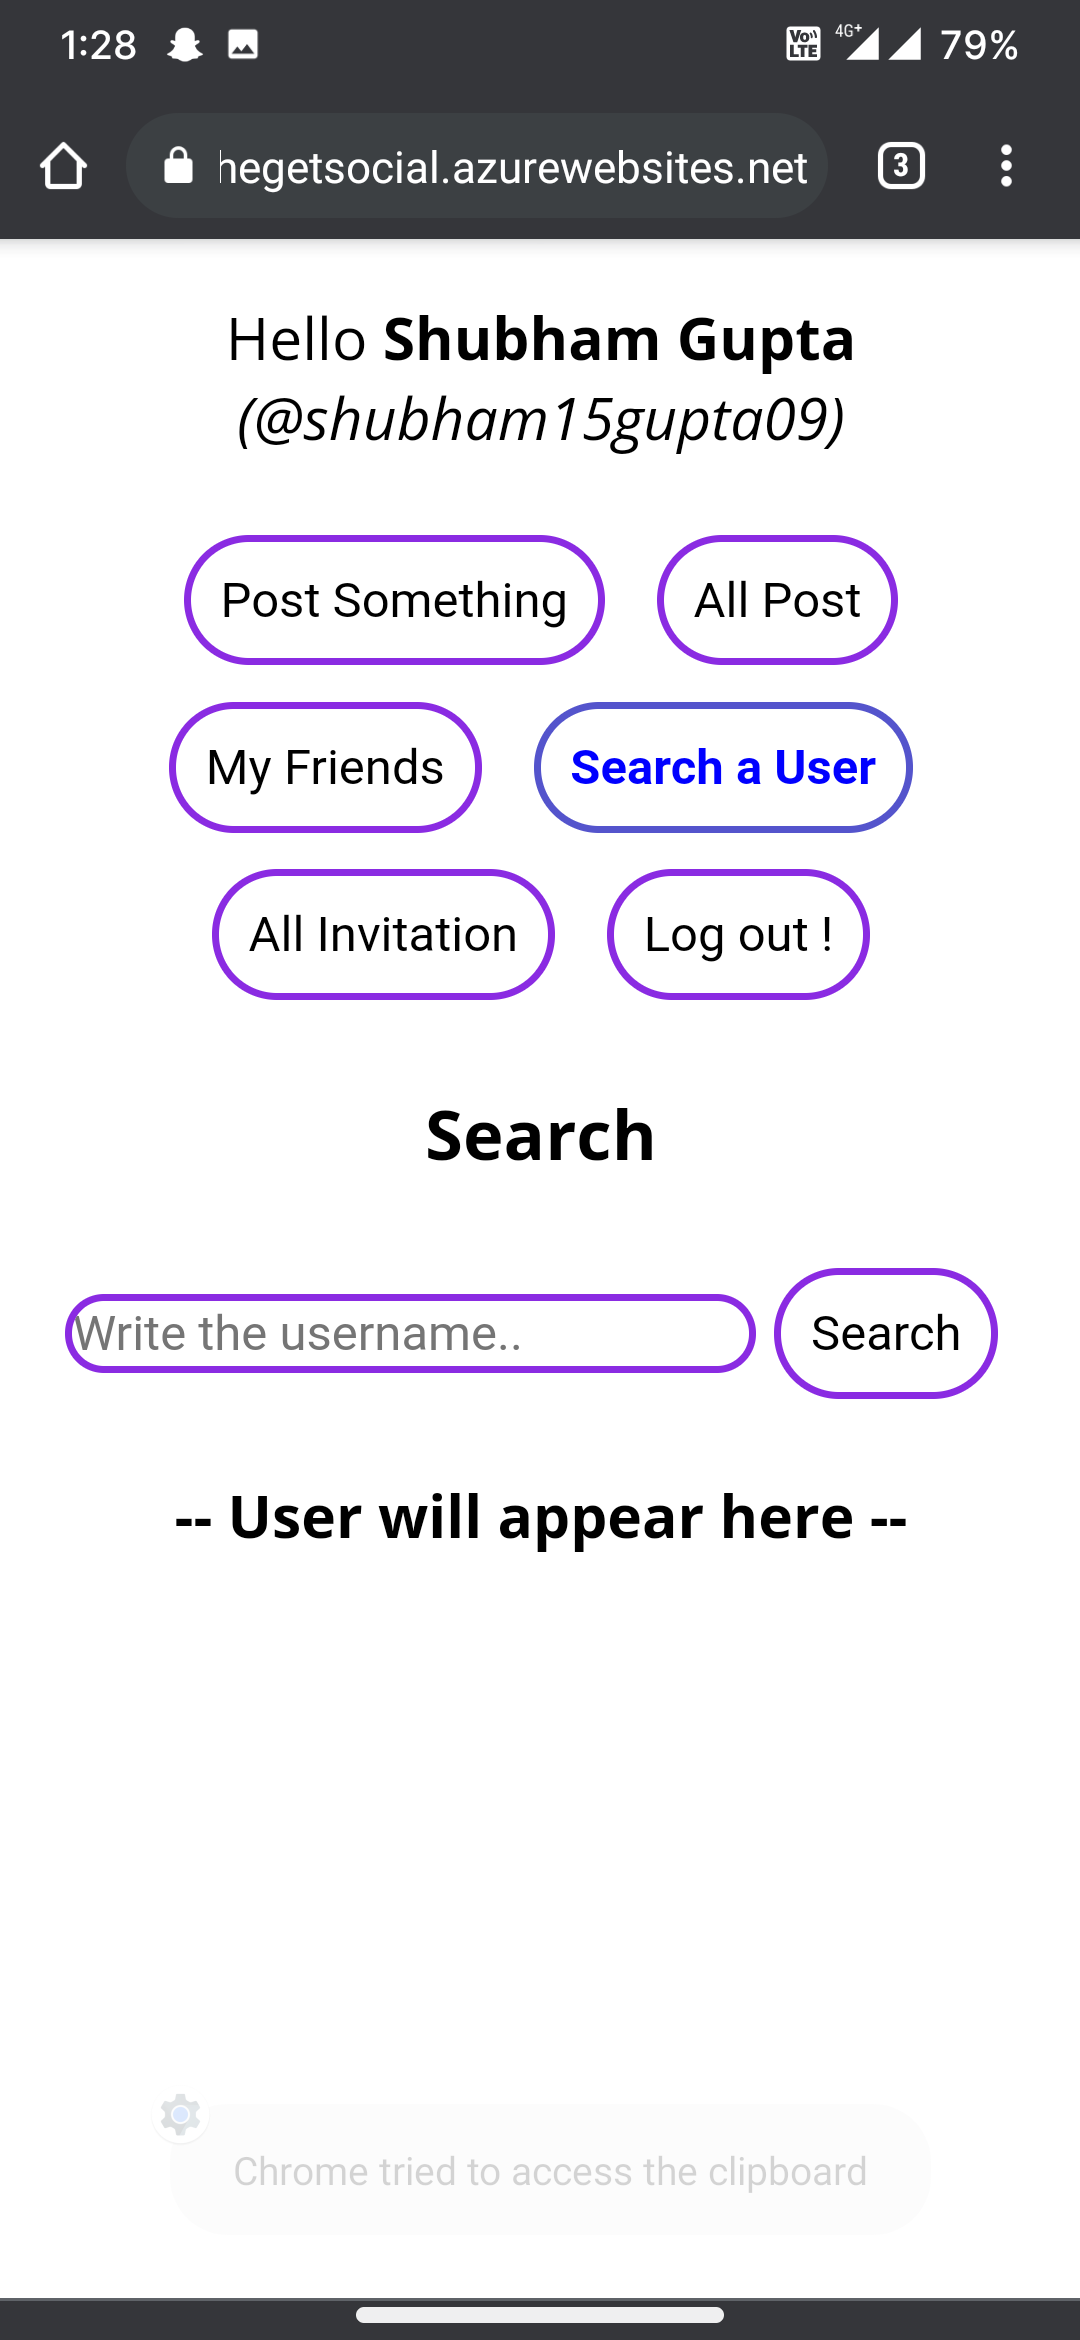 1:28 Vo LTE 4G+ 79%
hegetsocial.azurewebsites.net 3
Hello Shubham Gupta
(@shubham15gupta09)
Post Something All Post
My Friends Search a User
All Invitation Log out !
Search
Write the username.. Search
-- User will appear here --
Chrome tried to access the clipboard